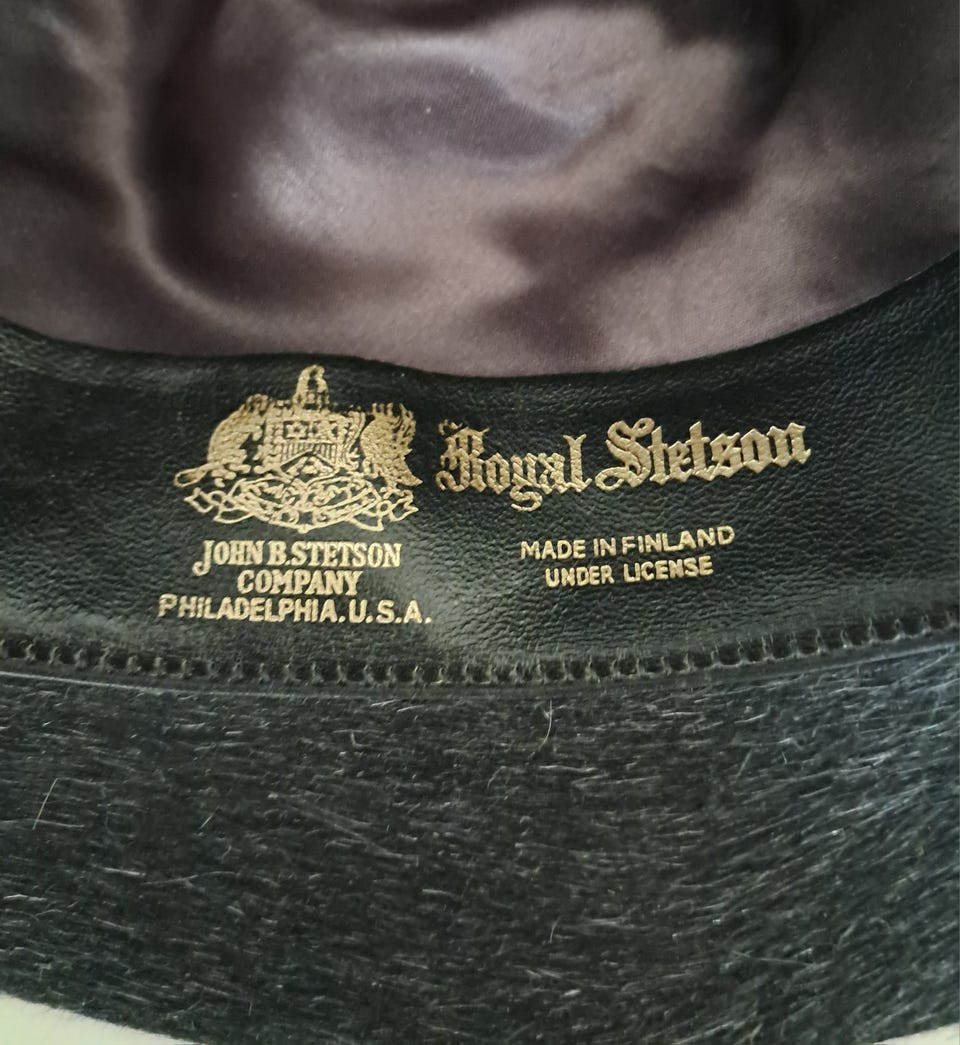 JOHN B. STETSON
COMPANY
PHILADELPHIA. U.S.A.
Royal Stetson
MADE IN FINLAND
UNDER LICENSE